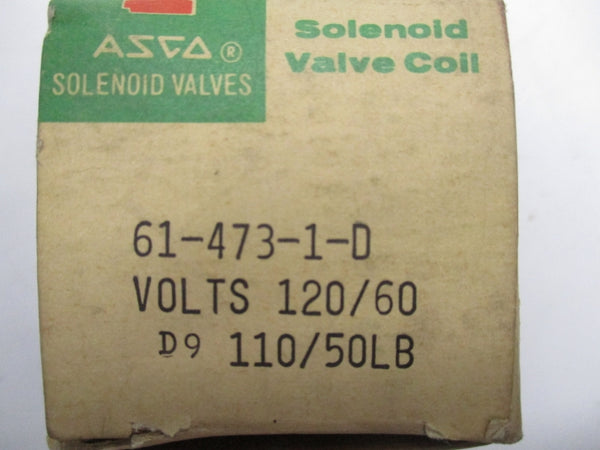 ASCO®
SOLENOID VALVES
Solenoid
Valve Coil
61-473-1-D
VOLTS 120/60
D9 110/50LB